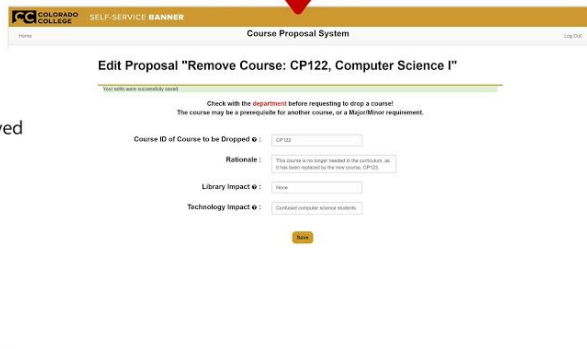 COLORADO
COLLEGE
SELF-SERVICE BANNER
Home
Course Proposal System
Log Out
Edit Proposal "Remove Course: CP122, Computer Science I"
Your edits were successfully saved
Check with the department before requesting to drop a course!
The course may be a prerequisite for another course, or a Major/Minor requirement.
Course ID of Course to be Dropped :
CP122
Rationale :
This course is no longer needed in the curriculum, as
it has been replaced by the new course, CP123.
Library Impact :
None
Technology Impact :
Confused computer science students
Save